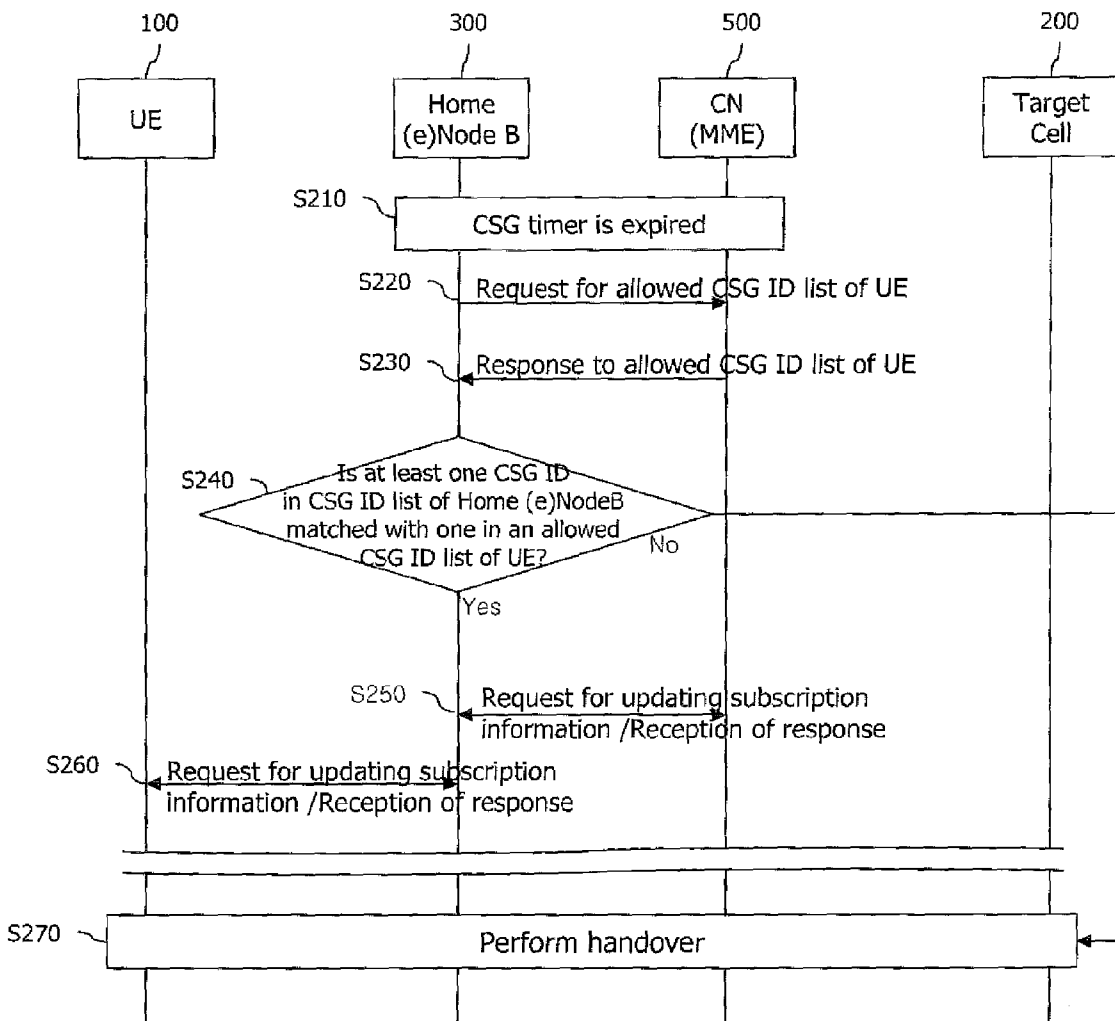 100
300
500
200
UE
Home
(e)Node B
CN
(MME)
Target
Cell
S210
CSG timer is expired
S220
Request for allowed CSG ID list of UE
S230
Response to allowed CSG ID list of UE
S240
Is at least one CSG ID
in CSG ID list of Home (e)NodeB
matched with one in an allowed
CSG ID list of UE?
No
Yes
S250
Request for updating subscription
information /Reception of response
S260
Request for updating subscription
information /Reception of response
S270
Perform handover